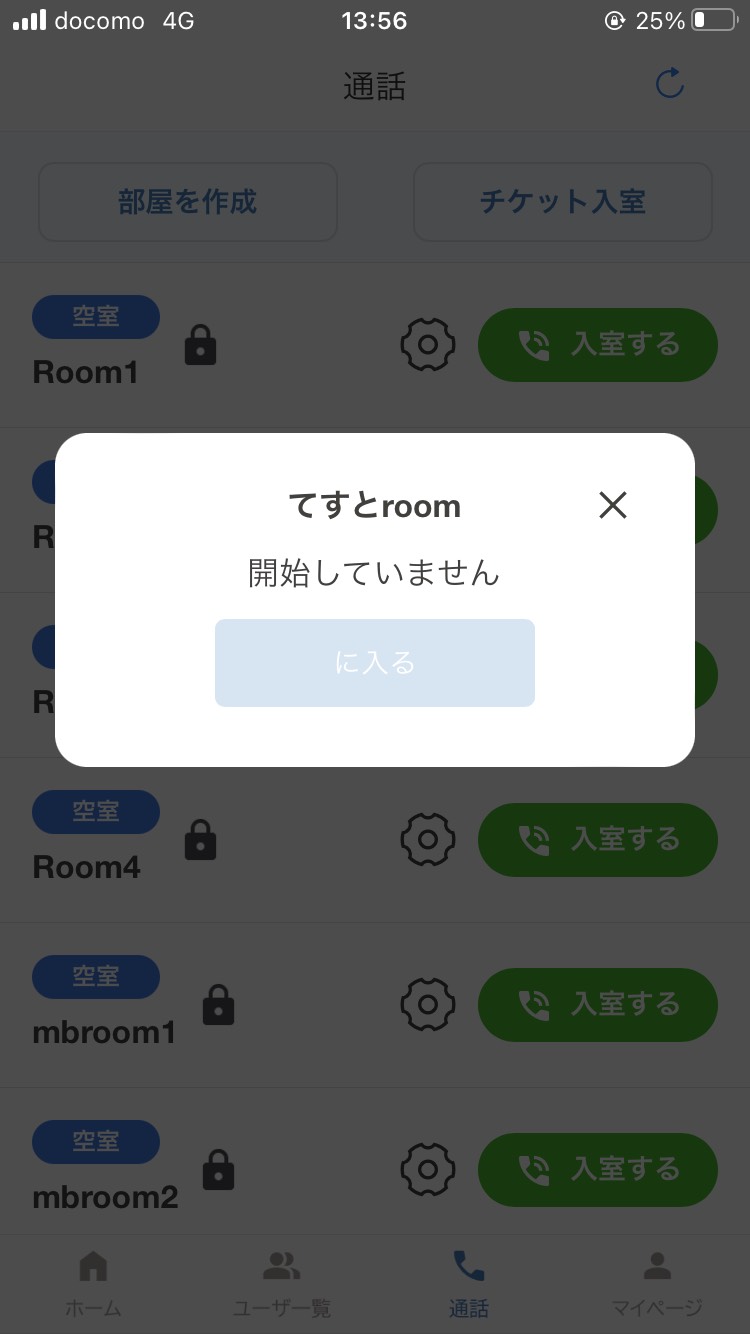 docomo 4G 13:56 25%
通話
部屋を作成 チケット入室
空室
Room1
入室する
てすとroom
開始していません
に入る
R
R
空室
Room4
入室する
空室
mbroom1
入室する
空室
mbroom2
入室する
ホーム ユーザー覧 通話 マイページ